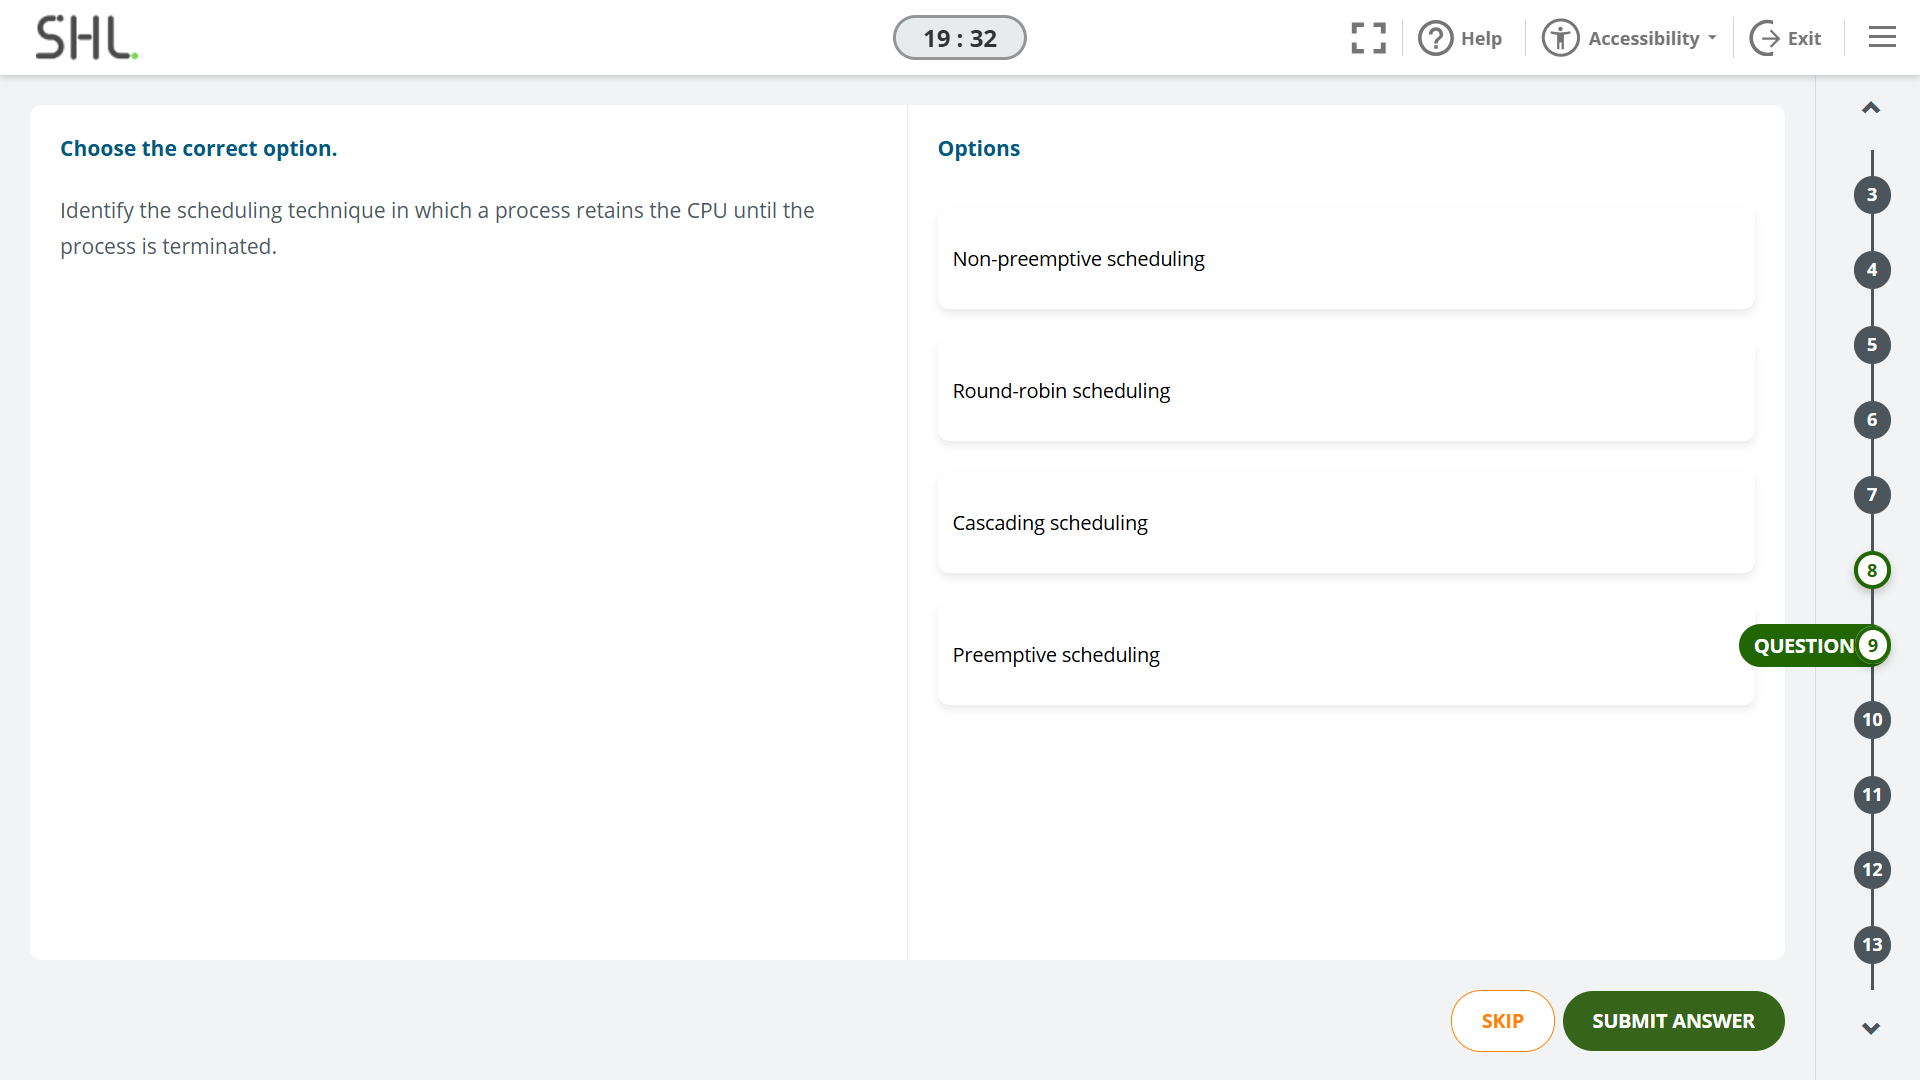 SHL.
19 : 32
Help
Accessibility
Exit
Choose the correct option.
Identify the scheduling technique in which a process retains the CPU until the
process is terminated.
Options
Non-preemptive scheduling
Round-robin scheduling
Cascading scheduling
Preemptive scheduling
3
4
5
6
7
8
QUESTION 9
10
11
12
13
SKIP
SUBMIT ANSWER